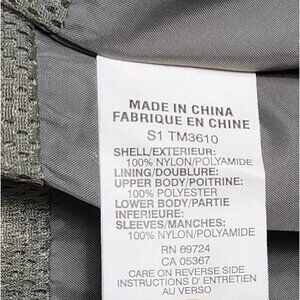 MADE IN CHINA
FABRIQUE EN CHINE
S1 TM3610
SHELL/EXTERIEUR:
100% NYLON/POLYAMIDE
LINING/DOUBLURE:
UPPER BODY/POITRINE:
100% POLYESTER
LOWER BODY/PARTIE
INFERIEURE:
SLEEVES/MANCHES:
100% NYLON/POLYAMIDE
RN 69724
CA 05367
CARE ON REVERSE SIDE
INSTRUCTIONS D'ENTRETIEN
AU VERSO